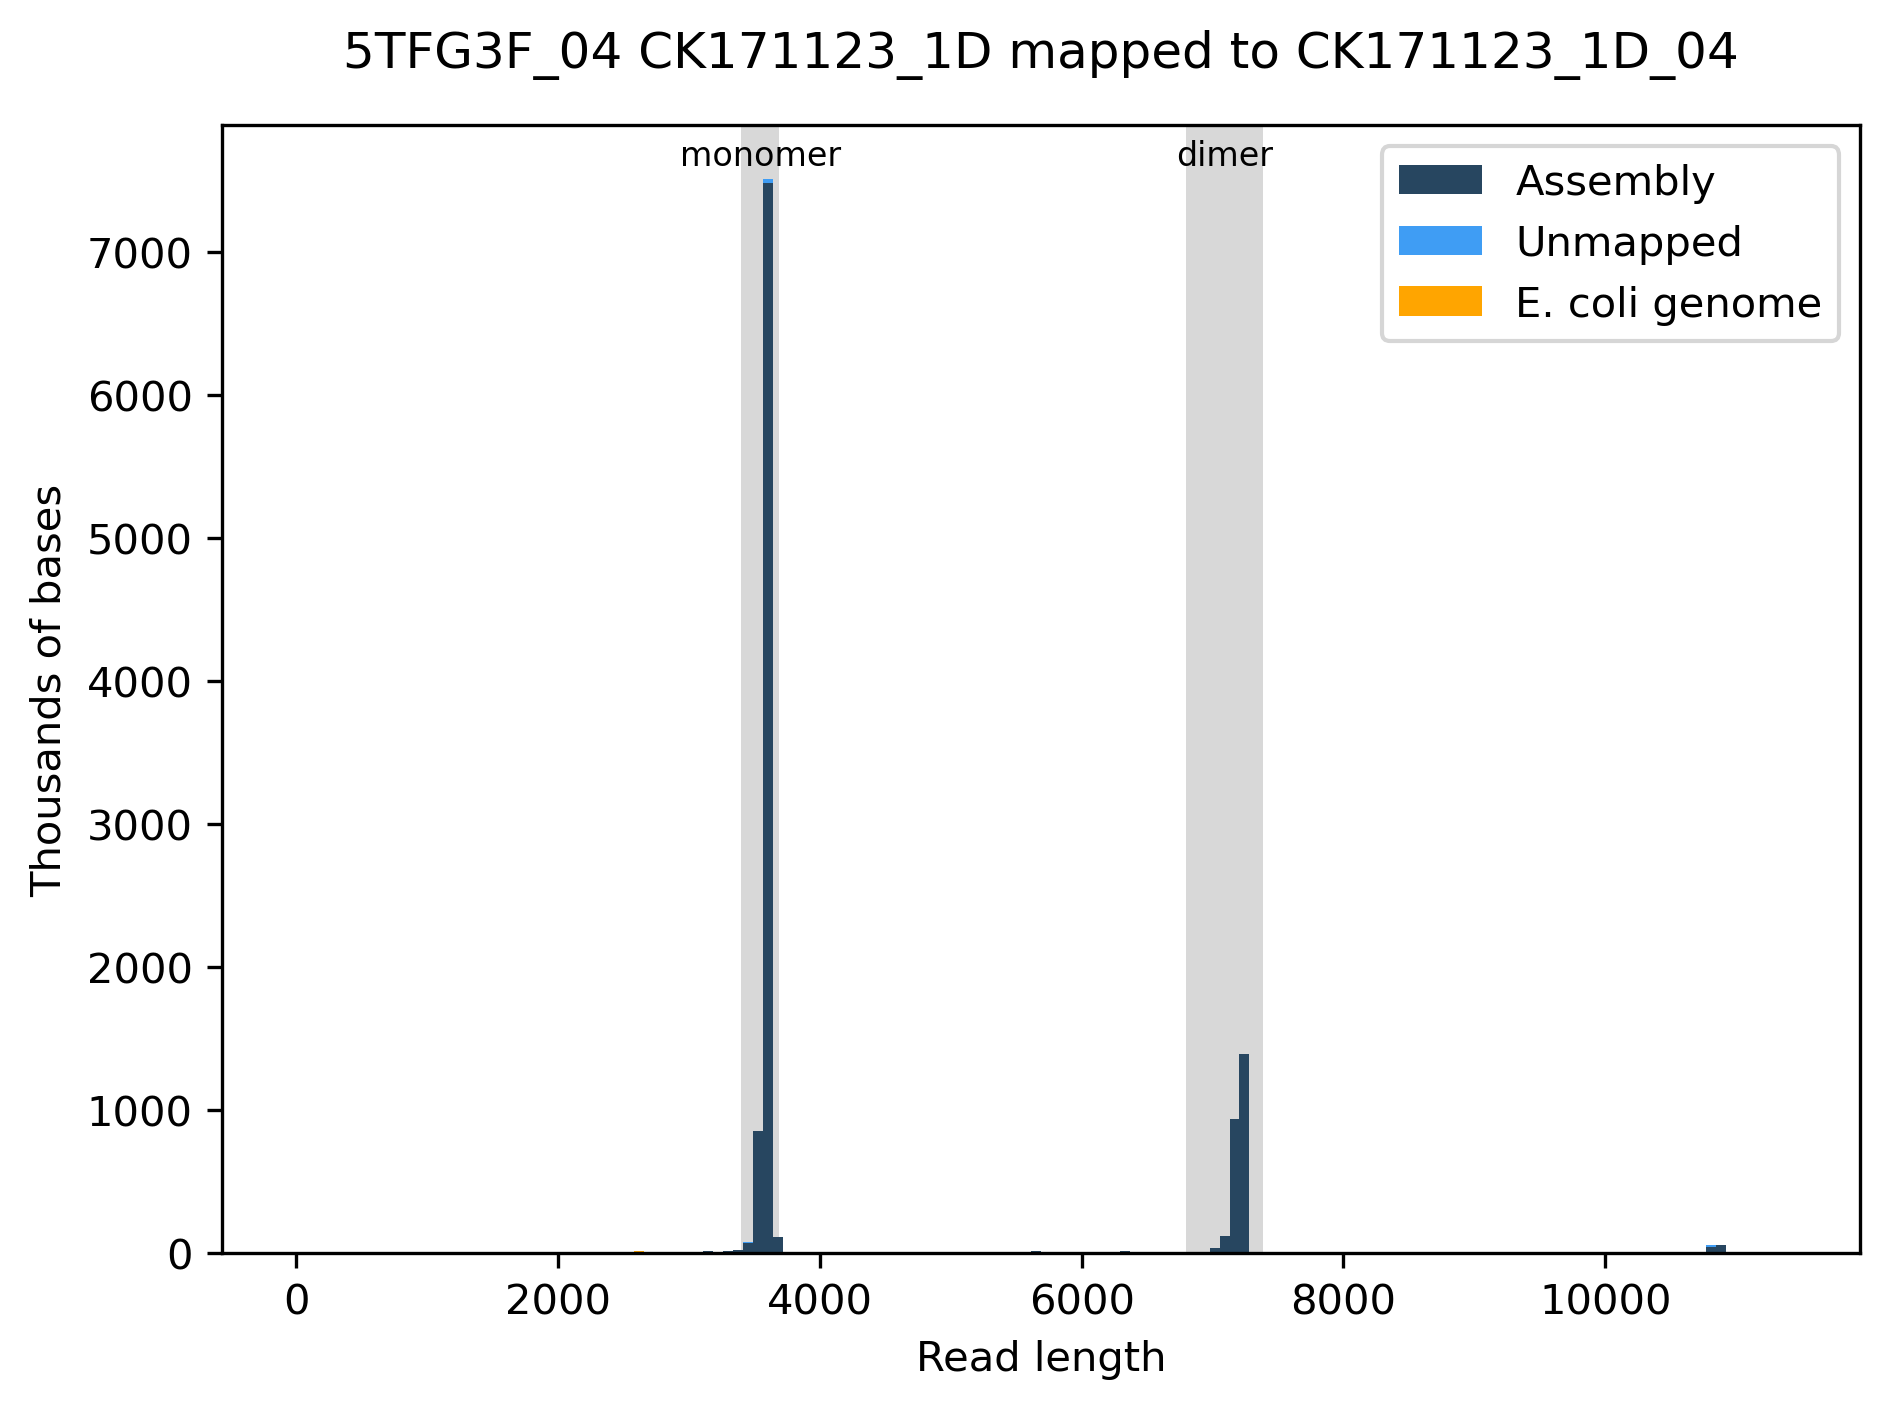 5TFG3F_04 CK171123_1D mapped to CK171123_1D_04
monomer
dimer
Assembly
Unmapped
E. coli genome
7000
6000
5000
4000
3000
2000
1000
0
Thousands of bases
0 2000 4000 6000 8000 10000
Read length